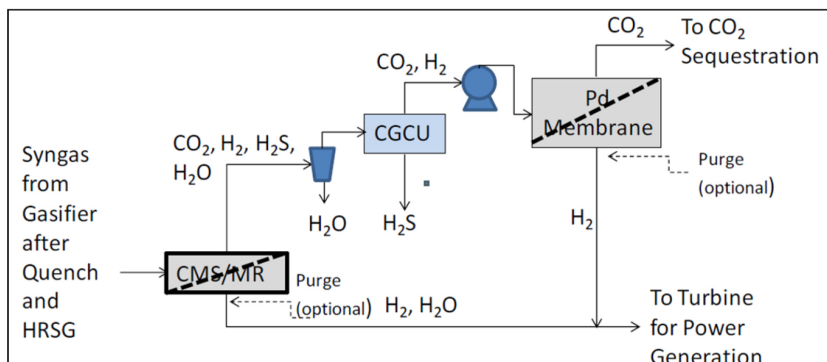 CO₂
To CO₂
Sequestration
CO₂, H₂
Pd
Membrane
CGCU
CO₂, H₂, H₂S,
H₂O
Purge
(optional)
Syngas
from
Gasifier
after
Quench
and
HRSG
H₂O
H₂S
H₂
CMS/MR
Purge
(optional)
H₂, H₂O
To Turbine
for Power
Generation